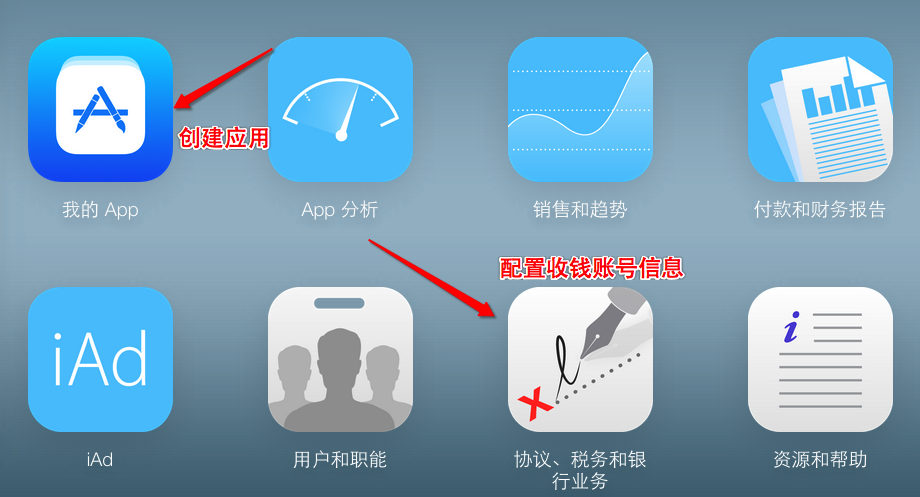 创建应用
我的 App
App 分析
销售和趋势
付款和财务报告
配置收钱账号信息
iAd
iAd
用户和职能
协议、税务和银
行业务
i
资源和帮助